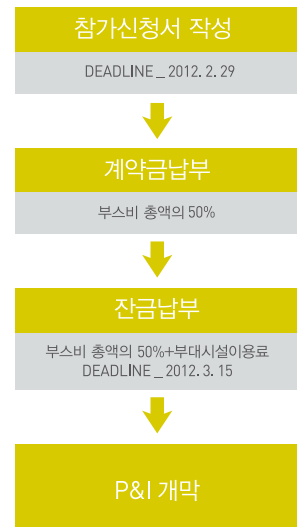 참가신청서 작성
DEADLINE _ 2012. 2. 29
계약금납부
부스비 총액의 50%
잔금납부
부스비 총액의 50%+부대시설이용료
DEADLINE _ 2012. 3. 15
P&I 개막